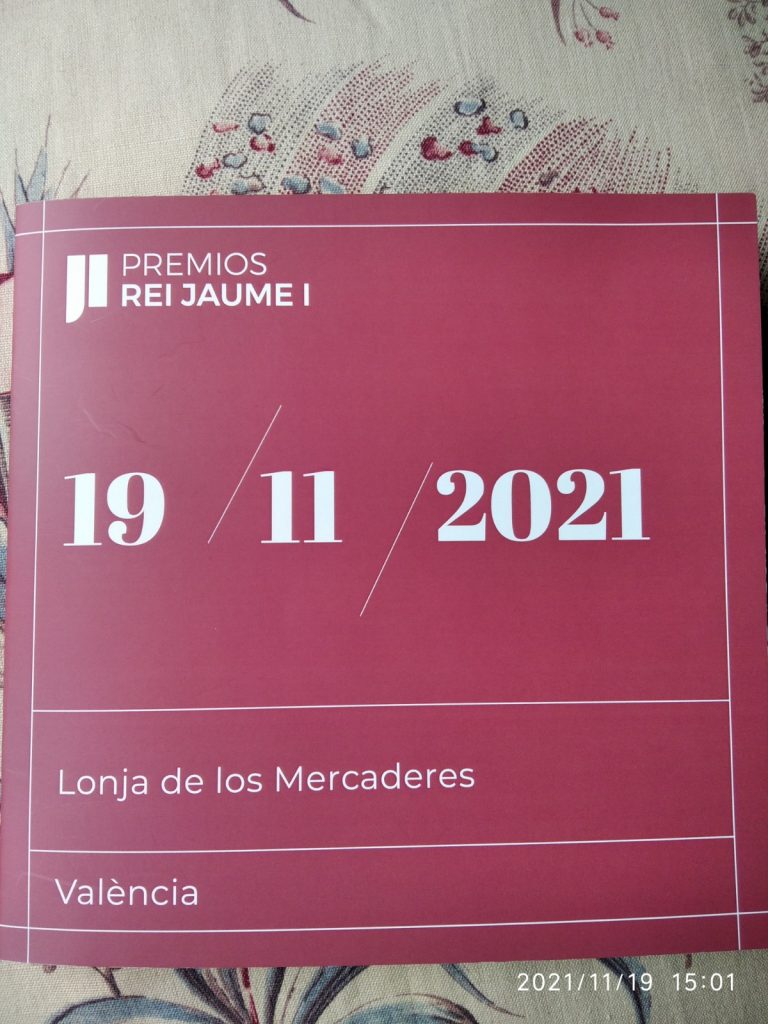 PREMIOS
REI JAUME I
19 / 11 / 2021
Lonja de los Mercaderes
València
2021/11/19 15:01